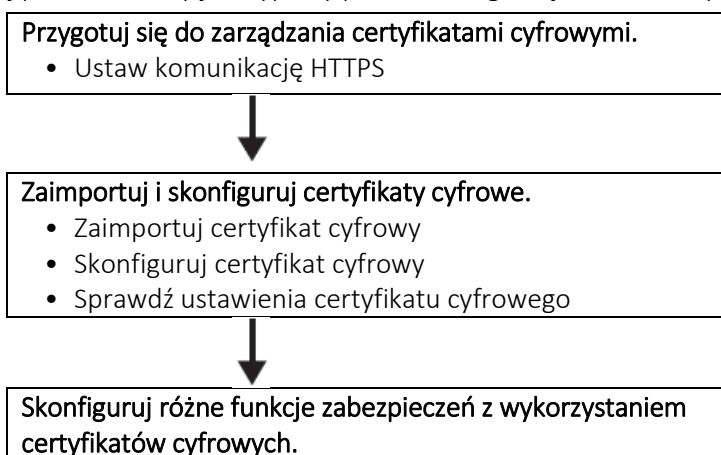 Przygotuj się do zarządzania certyfikatami cyfrowymi.
• Ustaw komunikację HTTPS
Zaimportuj i skonfiguruj certyfikaty cyfrowe.
• Zaimportuj certyfikat cyfrowy
• Skonfiguruj certyfikat cyfrowy
• Sprawdź ustawienia certyfikatu cyfrowego
Skonfiguruj różne funkcje zabezpieczeń z wykorzystaniem
certyfikatów cyfrowych.